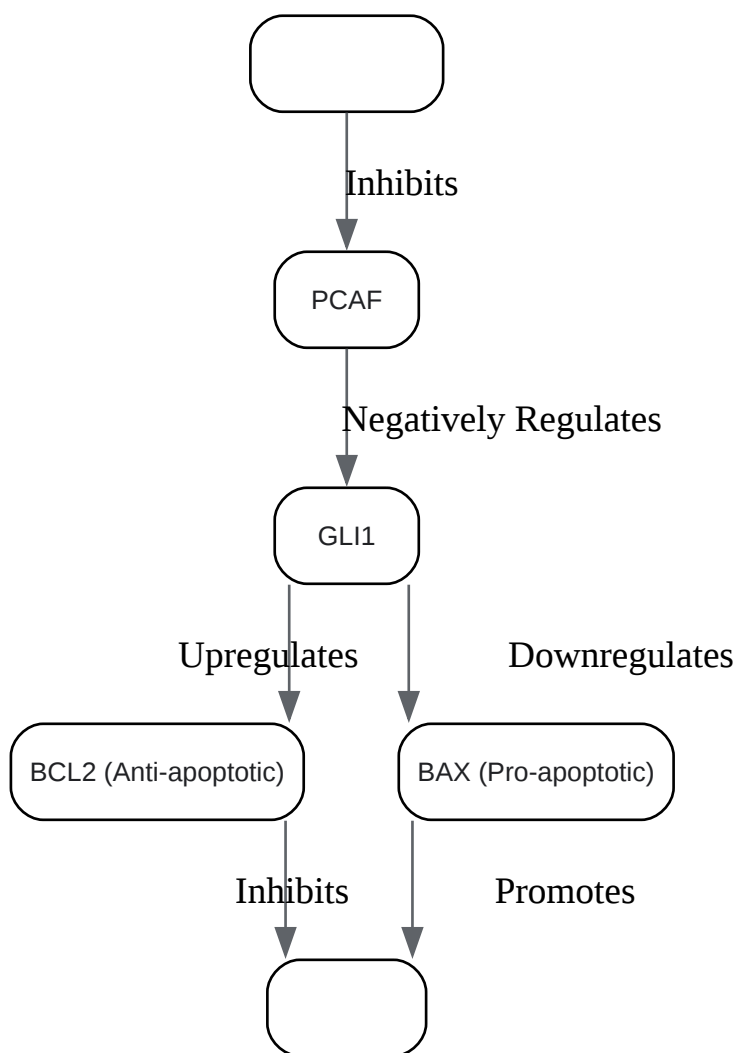 Inhibits
PCAF
Negatively Regulates
GLI1
Upregulates
Downregulates
BCL2 (Anti-apoptotic)
BAX (Pro-apoptotic)
Inhibits
Promotes